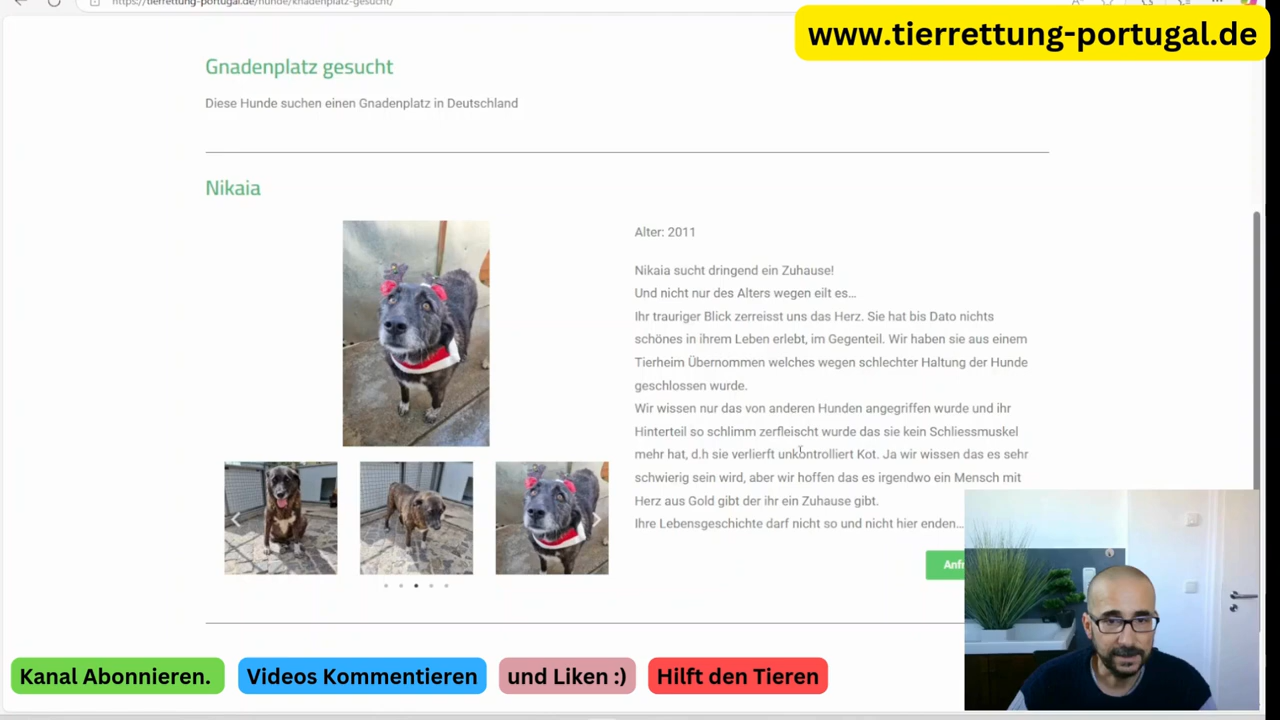 https://tierrettung-portugal.de/hunde/knadenplatz-gesucht/
www.tierrettung-portugal.de
Gnadenplatz gesucht
Diese Hunde suchen einen Gnadenplatz in Deutschland
Nikaia
Alter: 2011
Nikaia sucht dringend ein Zuhause!
Und nicht nur des Alters wegen eilt es...
Ihr trauriger Blick zerreisst uns das Herz. Sie hat bis Dato nichts
schönes in ihrem Leben erlebt, im Gegenteil. Wir haben sie aus einem
Tierheim Übernommen welches wegen schlechter Haltung der Hunde
geschlossen wurde.
Wir wissen nur das von anderen Hunden angegriffen wurde und ihr
Hinterteil so schlimm zerfleischt wurde das sie kein Schliessmuskel
mehr hat, d.h sie verlierft unkontrolliert Kot. Ja wir wissen das es sehr
schwierig sein wird, aber wir hoffen das es irgendwo ein Mensch mit
Herz aus Gold gibt der ihr ein Zuhause gibt.
Ihre Lebensgeschichte darf nicht so und nicht hier enden...
Kanal Abonnieren.
Videos Kommentieren
und Liken :)
Hilft den Tieren